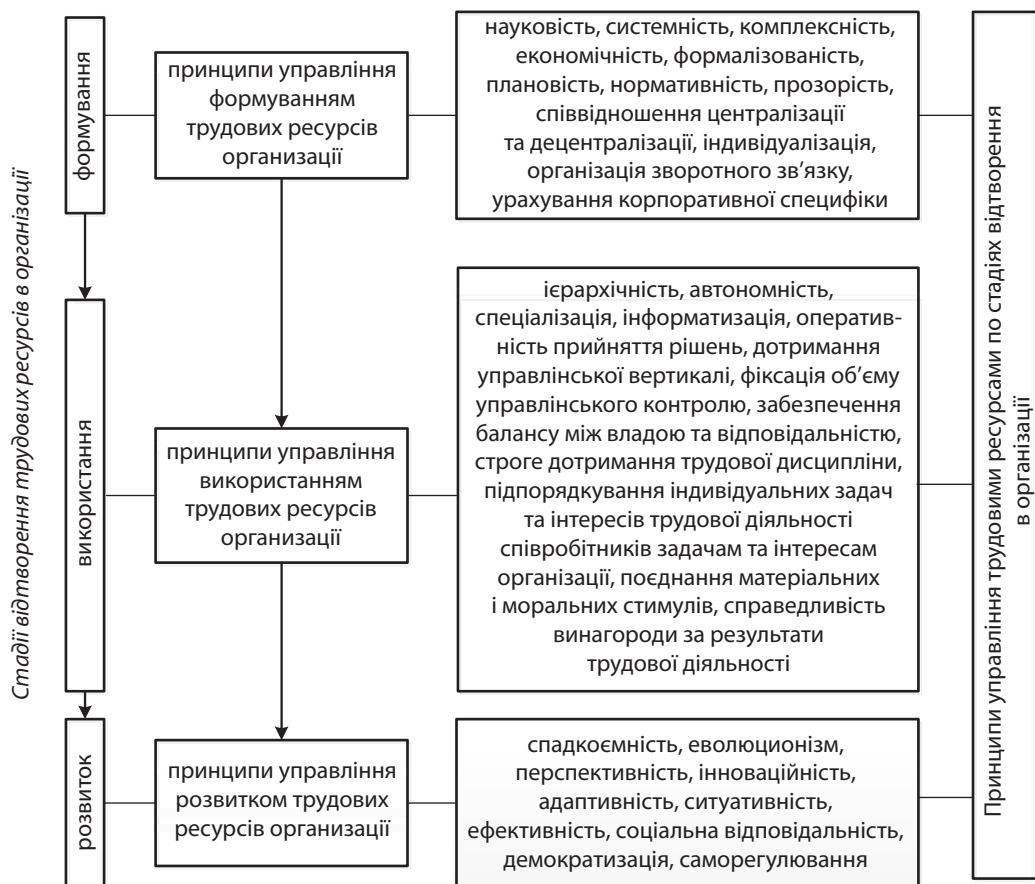 Стадії відтворення трудових ресурсів в організації
формування
принципи управління
формуванням
трудових ресурсів
организації
науковість, системність, комплексність,
економічність, формалізованість,
плановість, нормативність, прозорість,
співвідношення централізації
та децентралізації, індивідуалізація,
організація зворотного зв’язку,
урахування корпоративної специфіки
використання
принципи управління
використанням
трудових ресурсів
организації
ієрархічність, автономність,
спеціалізація, інформатизація, оператив-
ність прийняття рішень, дотримання
управлінської вертикалі, фіксація об’єму
управлінського контролю, забезпечення
балансу між владою та відповідальністю,
строге дотримання трудової дисципліни,
підпорядкування індивідуальних задач
та інтересів трудової діяльності
співробітників задачам та інтересам
організації, поєднання матеріальних
і моральних стимулів, справедливість
винагороди за результати
трудової діяльності
розвиток
принципи управління
розвитком трудових
ресурсів организації
спадкоємність, еволюционізм,
перспективність, інноваційність,
адаптивність, ситуативність,
ефективність, соціальна відповідальність,
демократизація, саморегулювання
Принципи управління трудовими ресурсами по стадіях відтворення
в організації